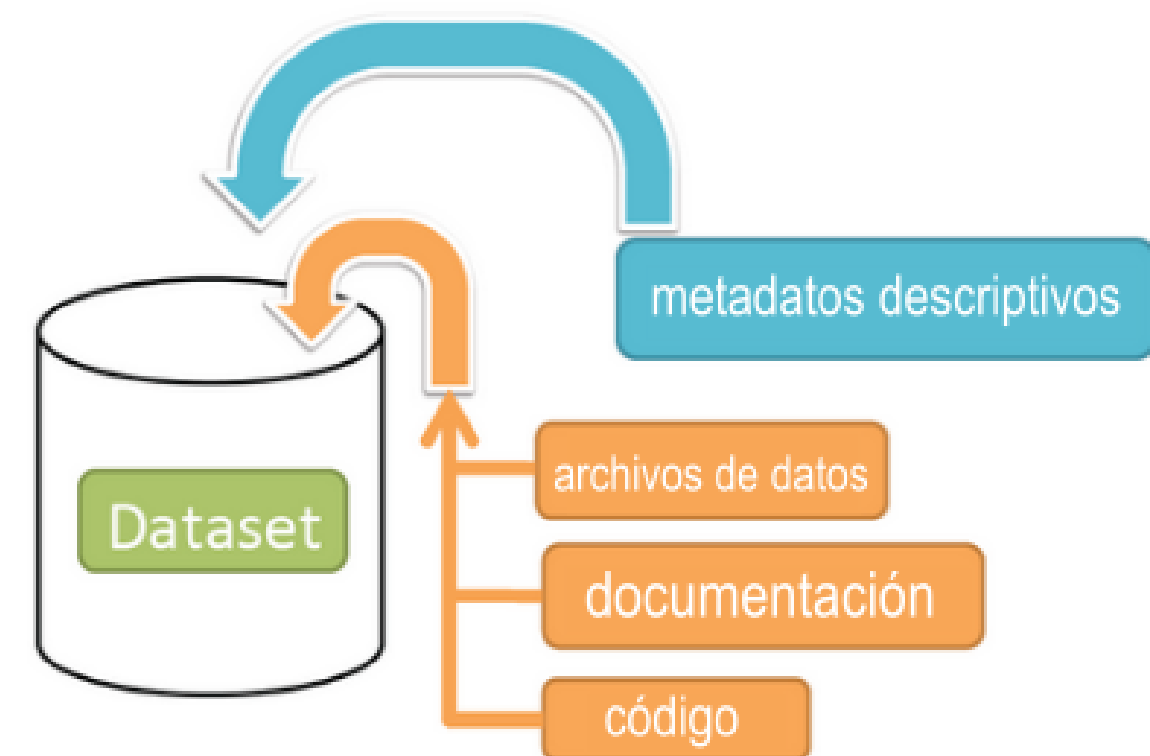 metadatos descriptivos
archivos de datos
Dataset
documentación
código